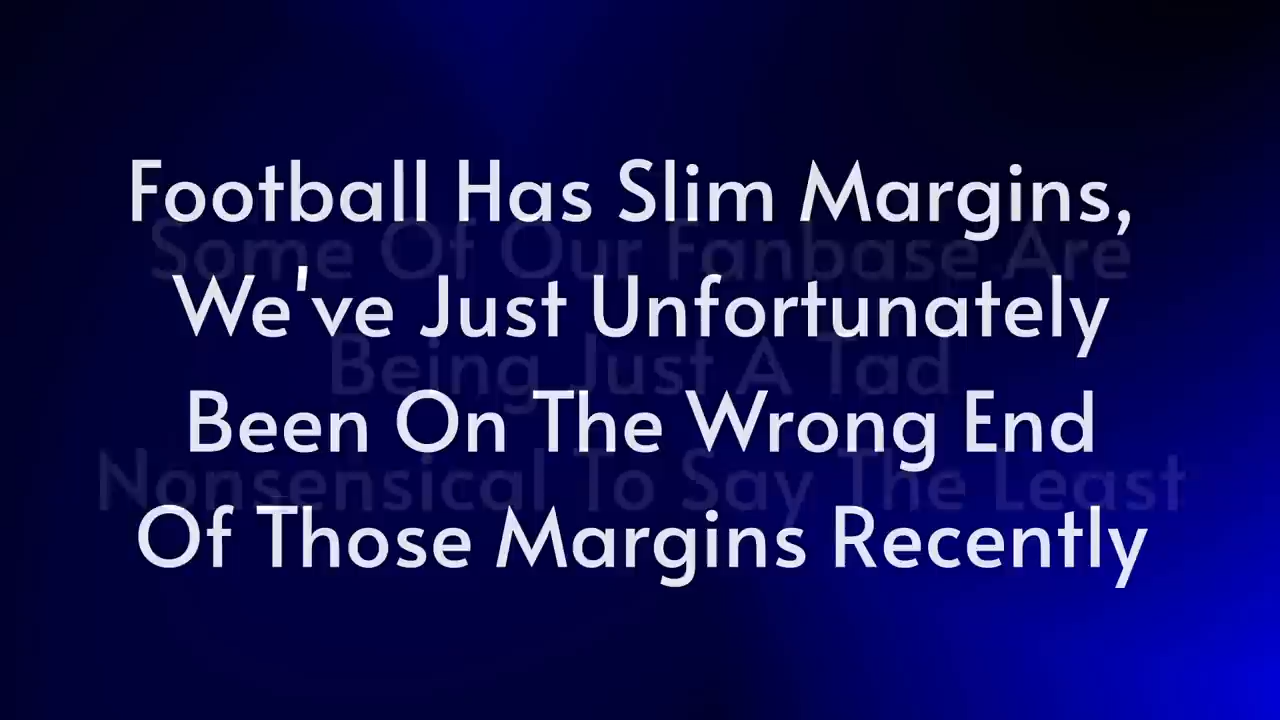 Football Has Slim Margins,
We've Just Unfortunately
Been On The Wrong End
Of Those Margins Recently
Some Of Our Fanbase Are
Being Just A Tad
Nonsensical To Say The Least